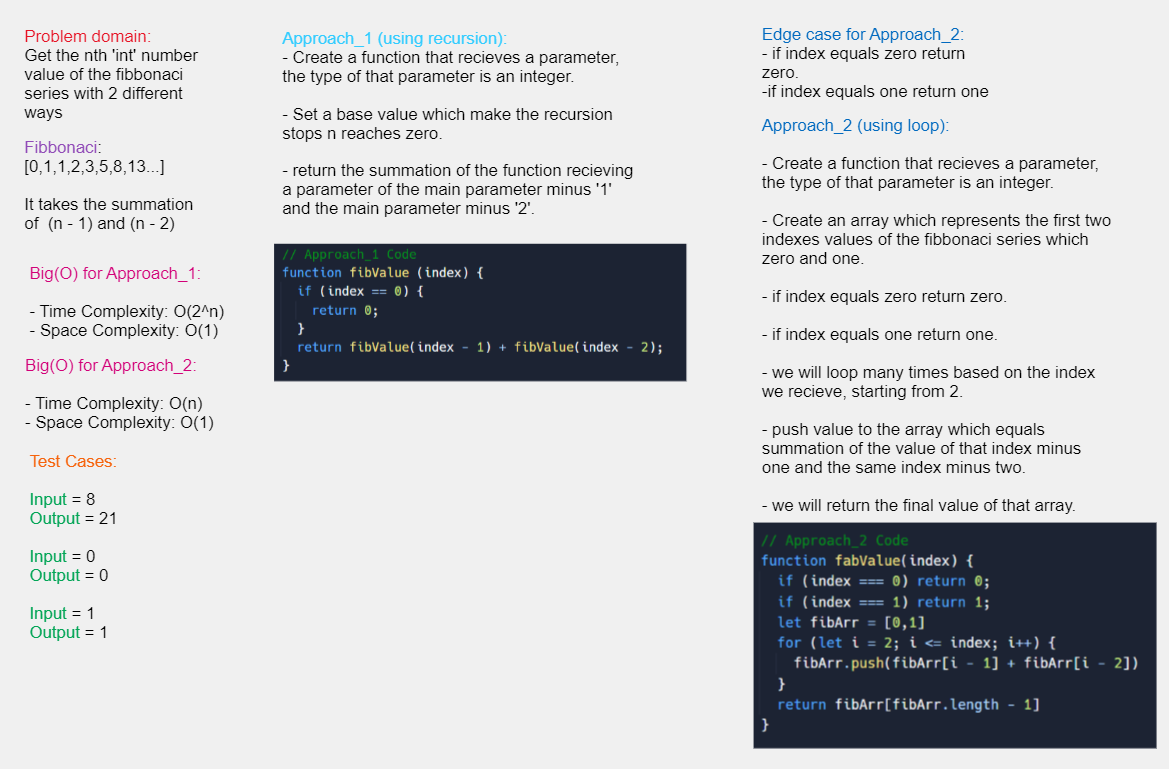 Problem domain:
Get the nth 'int' number
value of the fibbonaci
series with 2 different
ways
Fibbonaci:
[0,1,1,2,3,5,8,13...]
It takes the summation
of (n - 1) and (n - 2)
Big(O) for Approach_1:
- Time Complexity: O(2^n)
- Space Complexity: O(1)
Big(O) for Approach_2:
- Time Complexity: O(n)
- Space Complexity: O(1)
Test Cases:
Input = 8
Output = 21
Input = 0
Output = 0
Input = 1
Output = 1
Approach_1 (using recursion):
- Create a function that recieves a parameter,
the type of that parameter is an integer.
- Set a base value which make the recursion
stops n reaches zero.
- return the summation of the function recieving
a parameter of the main parameter minus '1'
and the main parameter minus '2'.
// Approach_1 Code
function fibValue (index) {
if (index == 0) {
return 0;
}
return fibValue(index - 1) + fibValue(index - 2);
}
Edge case for Approach_2:
- if index equals zero return
zero.
-if index equals one return one
Approach_2 (using loop):
- Create a function that recieves a parameter,
the type of that parameter is an integer.
- Create an array which represents the first two
indexes values of the fibbonaci series which
zero and one.
- if index equals zero return zero.
- if index equals one return one.
- we will loop many times based on the index
we recieve, starting from 2.
- push value to the array which equals
summation of the value of that index minus
one and the same index minus two.
- we will return the final value of that array.
// Approach_2 Code
function fabValue(index) {
if (index === 0) return 0;
if (index === 1) return 1;
let fibArr = [0,1]
for (let i = 2; i <= index; i++) {
fibArr.push(fibArr[i - 1] + fibArr[i - 2])
}
return fibArr[fibArr.length - 1]
}